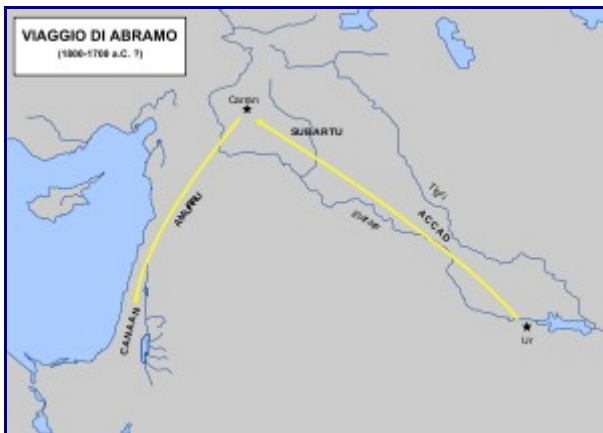 VIAGGIO DI ABRAMO
(1800-1700 a.C. ?)
Carran
SUBARTU
Tigri
AMURRU
Eufrate
ACCAD
CANAAN
Ur